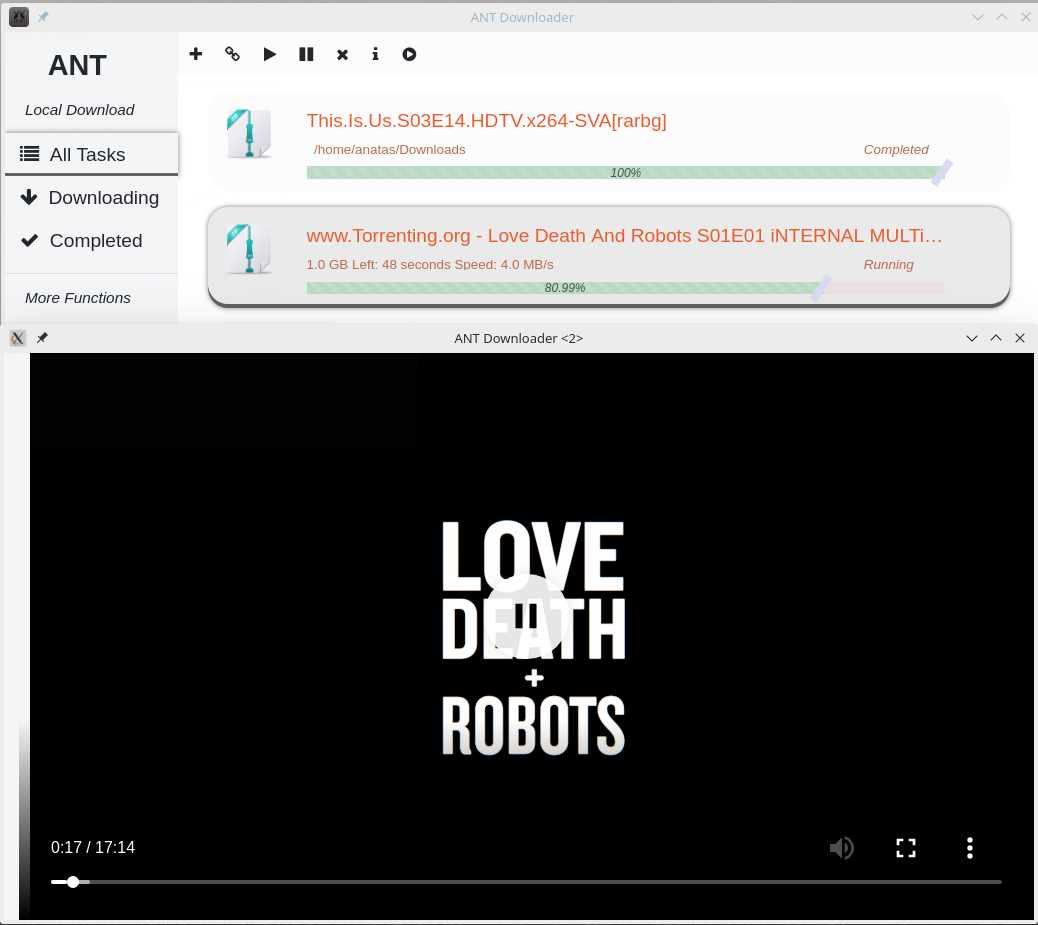 ANT Downloader
ANT
Local Download
All Tasks
Downloading
Completed
More Functions
This.Is.Us.S03E14.HDTV.x264-SVA[rarbg]
/home/anatas/Downloads
Completed
100%
www.Torrenting.org - Love Death And Robots S01E01 iNTERNAL MULTi…
1.0 GB Left: 48 seconds Speed: 4.0 MB/s
Running
80.99%
ANT Downloader <2>
LOVE
DEATH
+
ROBOTS
0:17 / 17:14